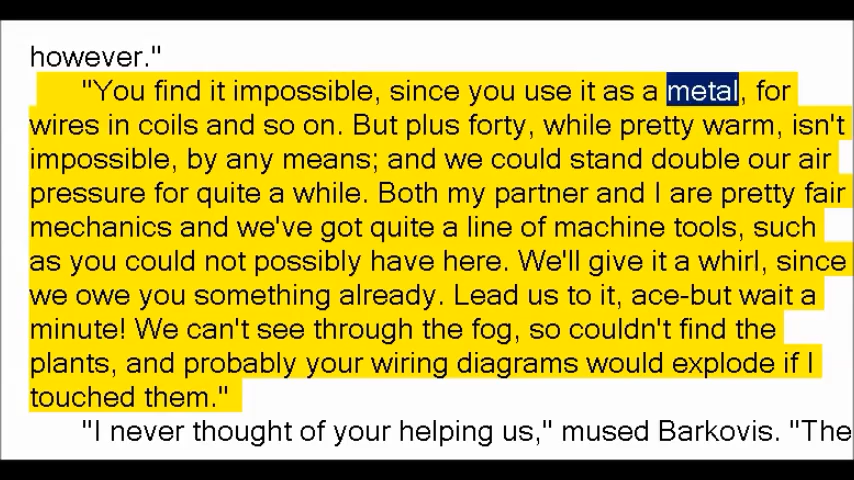 however."
"You find it impossible, since you use it as a metal, for
wires in coils and so on. But plus forty, while pretty warm, isn't
impossible, by any means; and we could stand double our air
pressure for quite a while. Both my partner and I are pretty fair
mechanics and we've got quite a line of machine tools, such
as you could not possibly have here. We'll give it a whirl, since
we owe you something already. Lead us to it, ace-but wait a
minute! We can't see through the fog, so couldn't find the
plants, and probably your wiring diagrams would explode if I
touched them."
"I never thought of your helping us," mused Barkovis. "The